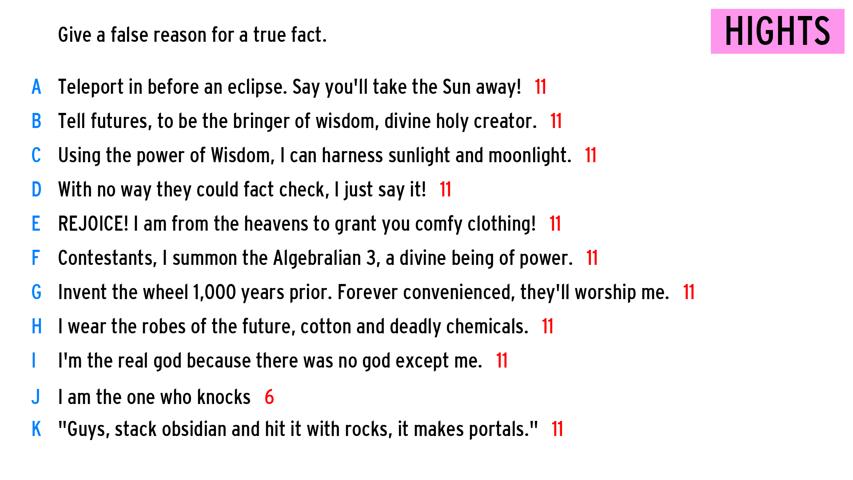 Give a false reason for a true fact.
HIGHTS
A Teleport in before an eclipse. Say you'll take the Sun away! 11
B Tell futures, to be the bringer of wisdom, divine holy creator. 11
C Using the power of Wisdom, I can harness sunlight and moonlight. 11
D With no way they could fact check, I just say it! 11
E REJOICE! I am from the heavens to grant you comfy clothing! 11
F Contestants, I summon the Algebralian 3, a divine being of power. 11
G Invent the wheel 1,000 years prior. Forever convenienced, they'll worship me. 11
H I wear the robes of the future, cotton and deadly chemicals. 11
I I'm the real god because there was no god except me. 11
J I am the one who knocks 6
K "Guys, stack obsidian and hit it with rocks, it makes portals." 11